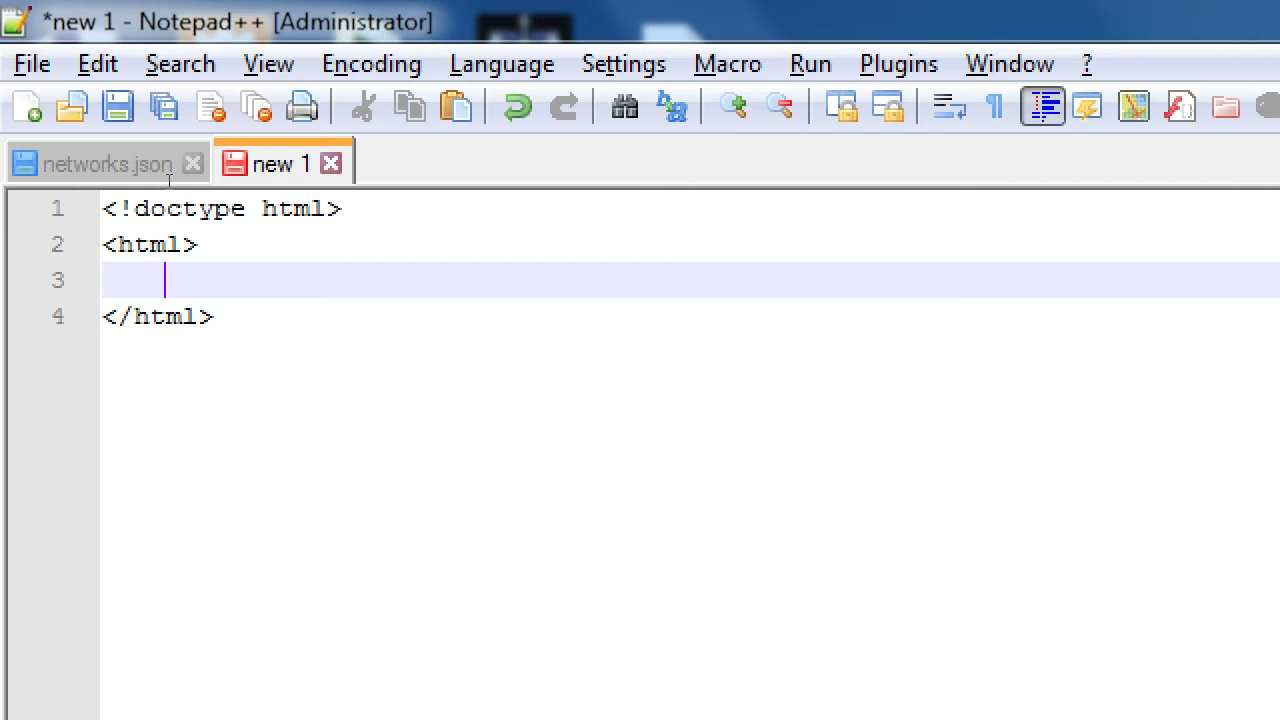 *new 1 - Notepad++ [Administrator]
File Edit Search View Encoding Language Settings Macro Run Plugins Window ?
networks.json new 1
1 <!doctype html>
2 <html>
3
4 </html>